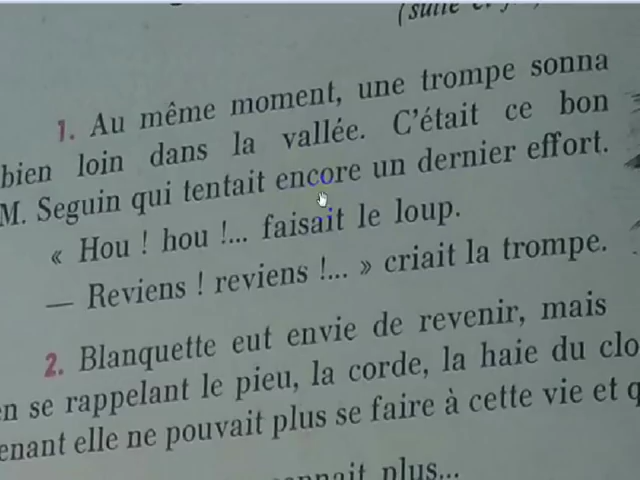 (suite
1. Au même moment, une trompe sonna
bien loin dans la vallée. C'était ce bon
M. Seguin qui tentait encore un dernier effort.
« Hou ! hou !... faisait le loup.
— Reviens ! reviens !... » criait la trompe.
2. Blanquette eut envie de revenir, mais
en se rappelant le pieu, la corde, la haie du clo
enant elle ne pouvait plus se faire à cette vie et q
plus...